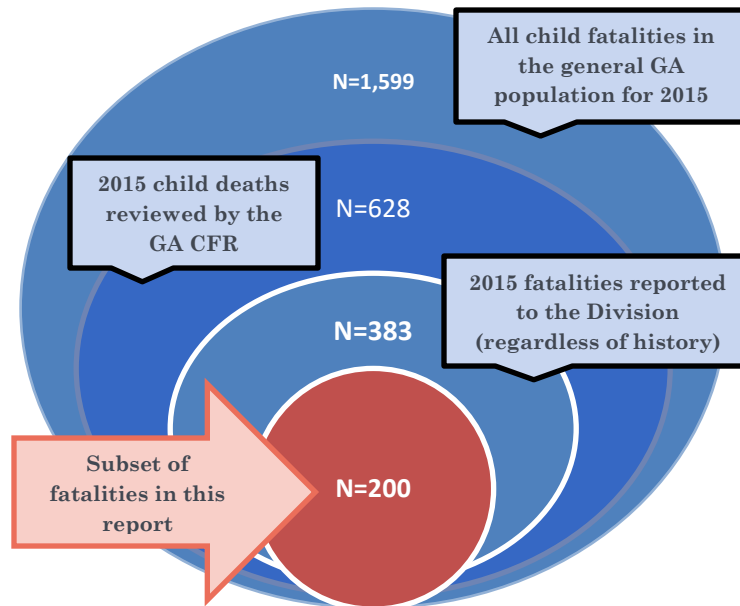 All child fatalities in
the general GA
population for 2015
N=1,599
2015 child deaths
reviewed by the
GA CFR
N=628
2015 fatalities reported
to the Division
(regardless of history)
N=383
Subset of
fatalities in this
report
N=200